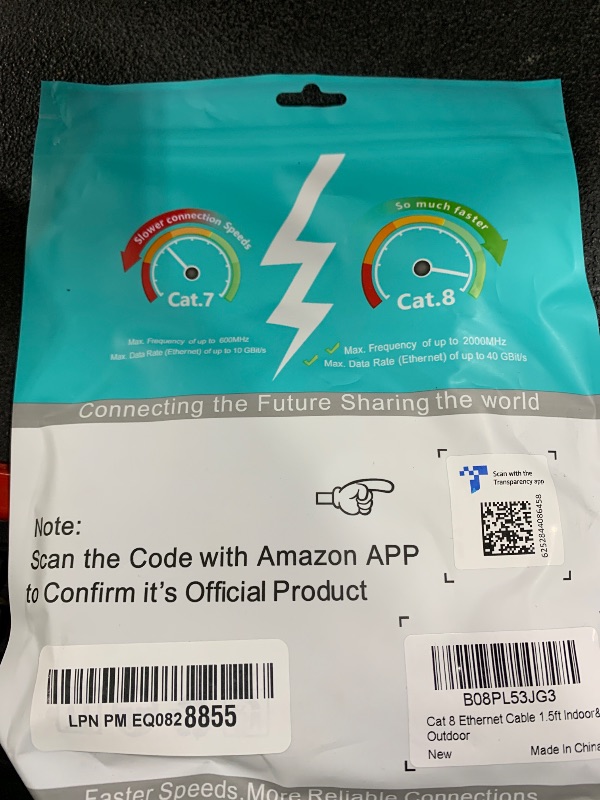 Slower connection Speeds
So much faster
Cat.7
Cat.8
Max. Frequency of up to 600MHz
Max. Data Rate (Ethernet) of up to 10 GBit/s
Max. Frequency of up to 2000MHz
Max. Data Rate (Ethernet) of up to 40 GBit/s
Connecting the Future Sharing the world
Scan with the
Transparency app
6252844086458
Note:
Scan the Code with Amazon APP
to Confirm it's Official Product
LPN PM EQ0828855
B08PL53JG3
Cat 8 Ethernet Cable 1.5ft Indoor&
Outdoor
New
Made In China
Faster Speeds,More Reliable Connections